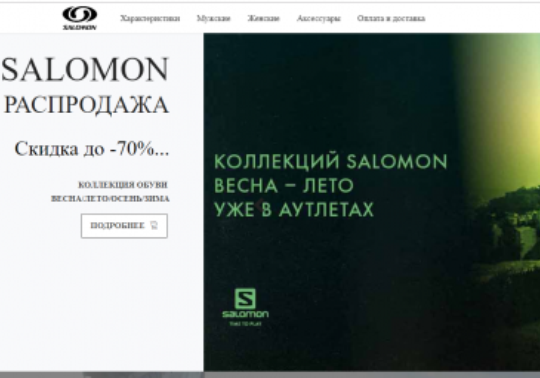 SALOMON
Характеристики Мужские Женские Аксессуары Оплата и доставка
SALOMON
РАСПРОДАЖА
Скидка до -70%...
КОЛЛЕКЦИЯ ОБУВИ
ВЕСНА/ЛЕТО/ОСЕНЬ/ЗИМА
ПОДРОБНЕЕ
КОЛЛЕКЦИЙ SALOMON
ВЕСНА – ЛЕТО
УЖЕ В АУТЛЕТАХ
S
SALOMON
TIME TO PLAY